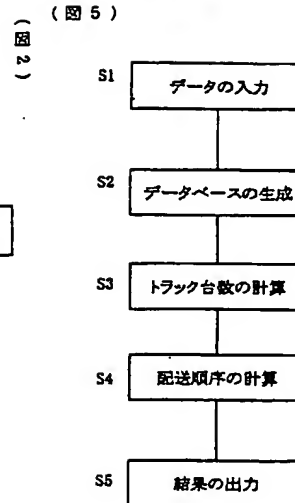 (図5)
(図2)
S1 データの入力
S2 データベースの生成
S3 トラック台数の計算
S4 配送順序の計算
S5 結果の出力